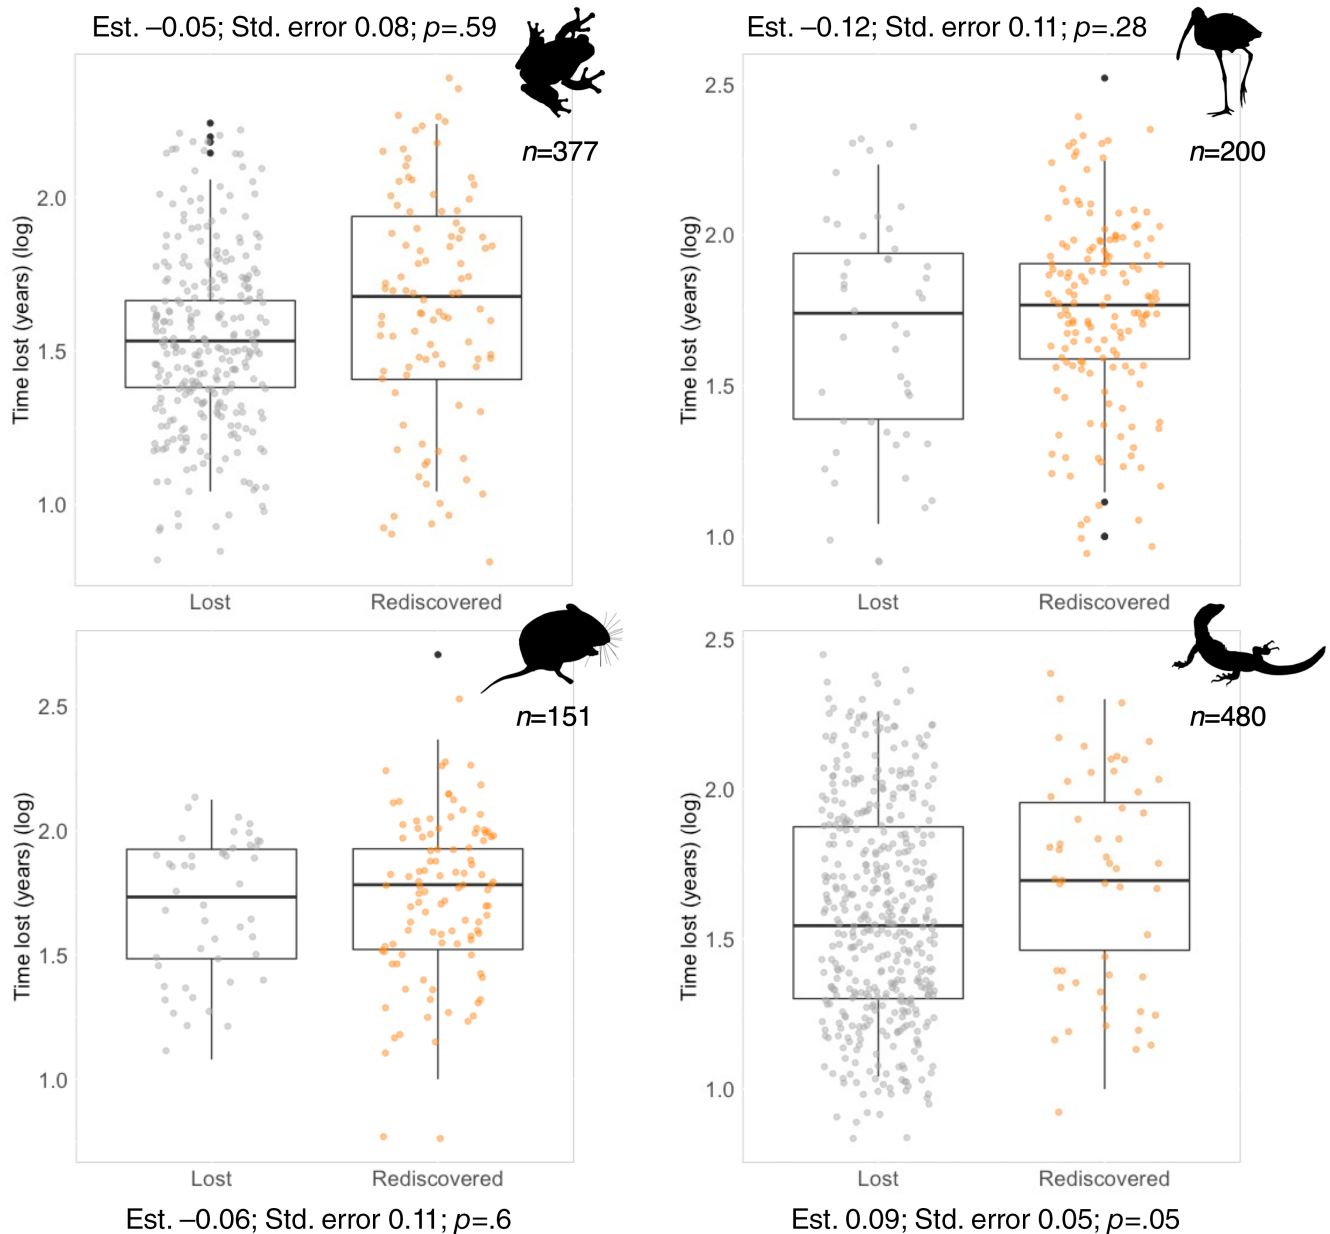 Est. –0.05; Std. error 0.08; p=.59
n=377
2.0
1.5
1.0
Time lost (years) (log)
Lost Rediscovered
Est. –0.12; Std. error 0.11; p=.28
n=200
2.5
2.0
1.5
1.0
Time lost (years) (log)
Lost Rediscovered
n=151
2.5
2.0
1.5
1.0
Time lost (years) (log)
Lost Rediscovered
Est. –0.06; Std. error 0.11; p=.6
n=480
2.5
2.0
1.5
1.0
Time lost (years) (log)
Lost Rediscovered
Est. 0.09; Std. error 0.05; p=.05